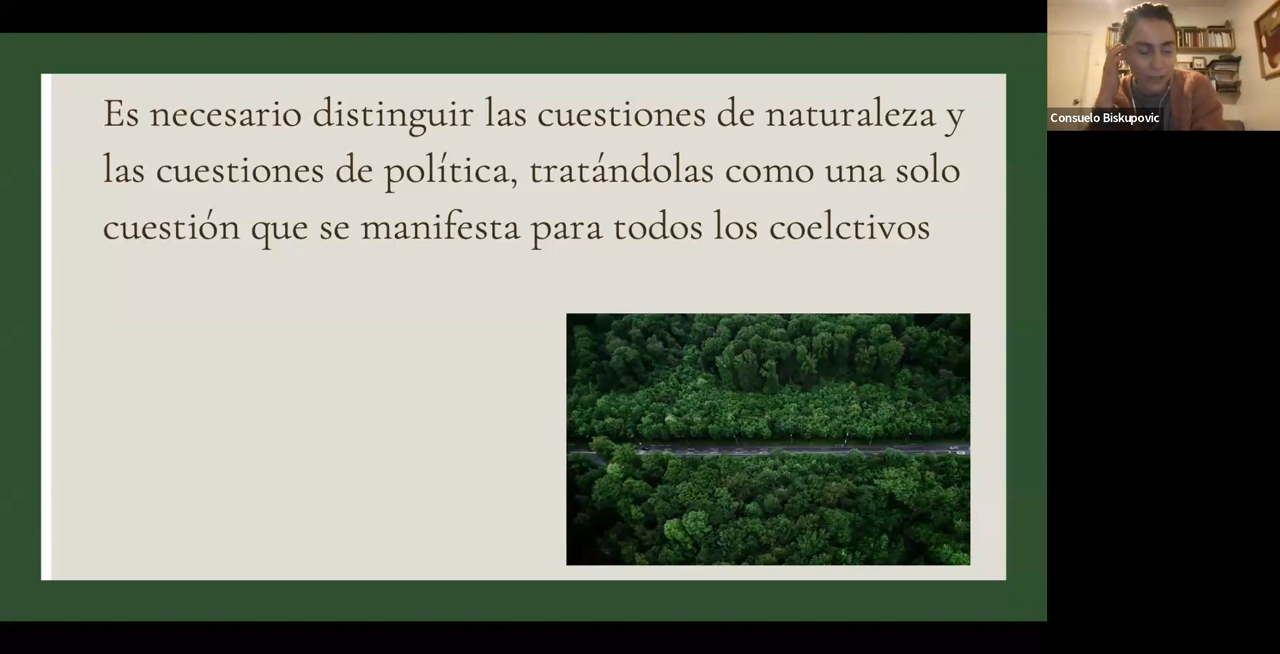 Es necesario distinguir las cuestiones de naturaleza y
las cuestiones de política, tratándolas como una solo
cuestión que se manifesta para todos los coelctivos
Consuelo Biskupovic